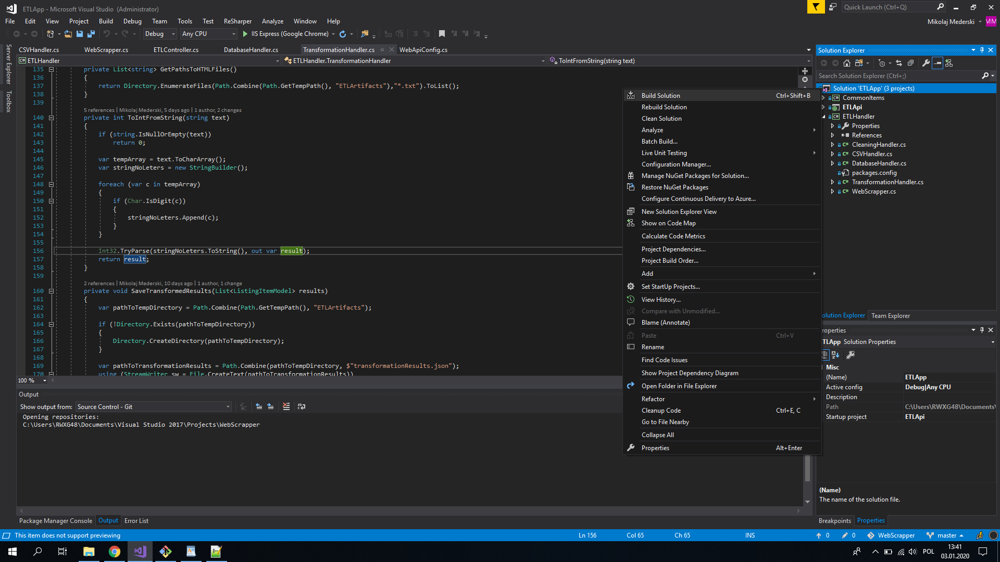 ETLApp - Microsoft Visual Studio (Administrator)
Quick Launch (Ctrl+Q)
File Edit View Project Build Debug Team Tools Test ReSharper Analyze Window Help
Mikolaj Mederski MM
Debug Any CPU IIS Express (Google Chrome)
Server Explorer
Toolbox
CSVHandler.cs WebScrapper.cs ETLController.cs DatabaseHandler.cs TransformationHandler.cs WebApiConfig.cs
ETLHandler ETLHandler.TransformationHandler ToIntFromString(string text)
135 private List<string> GetPathsToHTMLFiles()
136 {
137 return Directory.EnumerateFiles(Path.Combine(Path.GetTempPath(), "ETLArtifacts"),"*.txt").ToList();
138 }
139
5 references | Mikolaj Mederski, 5 days ago | 1 author, 2 changes
140 private int ToIntFromString(string text)
141 {
142 if (string.IsNullOrEmpty(text))
143 return 0;
144
145 var tempArray = text.ToCharArray();
146 var stringNoLeters = new StringBuilder();
147
148 foreach (var c in tempArray)
149 {
150 if (Char.IsDigit(c))
151 {
152 stringNoLeters.Append(c);
153 }
154 }
155
156 Int32.TryParse(stringNoLeters.ToString(), out var result);
157 return result;
158 }
159
2 references | Mikolaj Mederski, 10 days ago | 1 author, 1 change
160 private void SaveTransformedResults(List<ListingItemModel> results)
161 {
162 var pathToTempDirectory = Path.Combine(Path.GetTempPath(), "ETLArtifacts");
163
164 if (!Directory.Exists(pathToTempDirectory))
165 {
166 Directory.CreateDirectory(pathToTempDirectory);
167 }
168
169 var pathToTransformationResults = Path.Combine(pathToTempDirectory, $"transformationResults.json");
170 using (StreamWriter sw = File.CreateText(pathToTransformationResults))
100 %
Output
Show output from: Source Control - Git
Opening repositories:
C:\Users\RWXG48\Documents\Visual Studio 2017\Projects\WebScrapper
Package Manager Console Output Error List
Build Solution Ctrl+Shift+B
Rebuild Solution
Clean Solution
Analyze
Batch Build...
Live Unit Testing
Configuration Manager...
Manage NuGet Packages for Solution...
Restore NuGet Packages
Configure Continuous Delivery to Azure...
New Solution Explorer View
Show on Code Map
Calculate Code Metrics
Project Dependencies...
Project Build Order...
Add
Set StartUp Projects...
View History...
Compare with Unmodified...
Blame (Annotate)
Paste Ctrl+V
Rename
Find Code Issues
Show Project Dependency Diagram
Open Folder in File Explorer
Refactor
Cleanup Code Ctrl+E, C
Go to File Nearby
Collapse All
Properties Alt+Enter
Solution Explorer
Search Solution Explorer (Ctrl+;)
Solution 'ETLApp' (3 projects)
C# CommonItems
ETLApi
C# ETLHandler
Properties
References
C# CleaningHandler.cs
C# CSVHandler.cs
C# DatabaseHandler.cs
packages.config
C# TransformationHandler.cs
C# WebScrapper.cs
olution Explorer Team Explorer
roperties
TLApp Solution Properties
Misc
(Name) ETLApp
Active config Debug|Any CPU
Description
Path C:\Users\RWXG48\Documents\
Startup project ETLApi
(Name)
The name of the solution file.
Breakpoints Properties
This item does not support previewing Ln 156 Col 65 Ch 65 INS 0 0 WebScrapper master
POL 13:41
03.01.2020